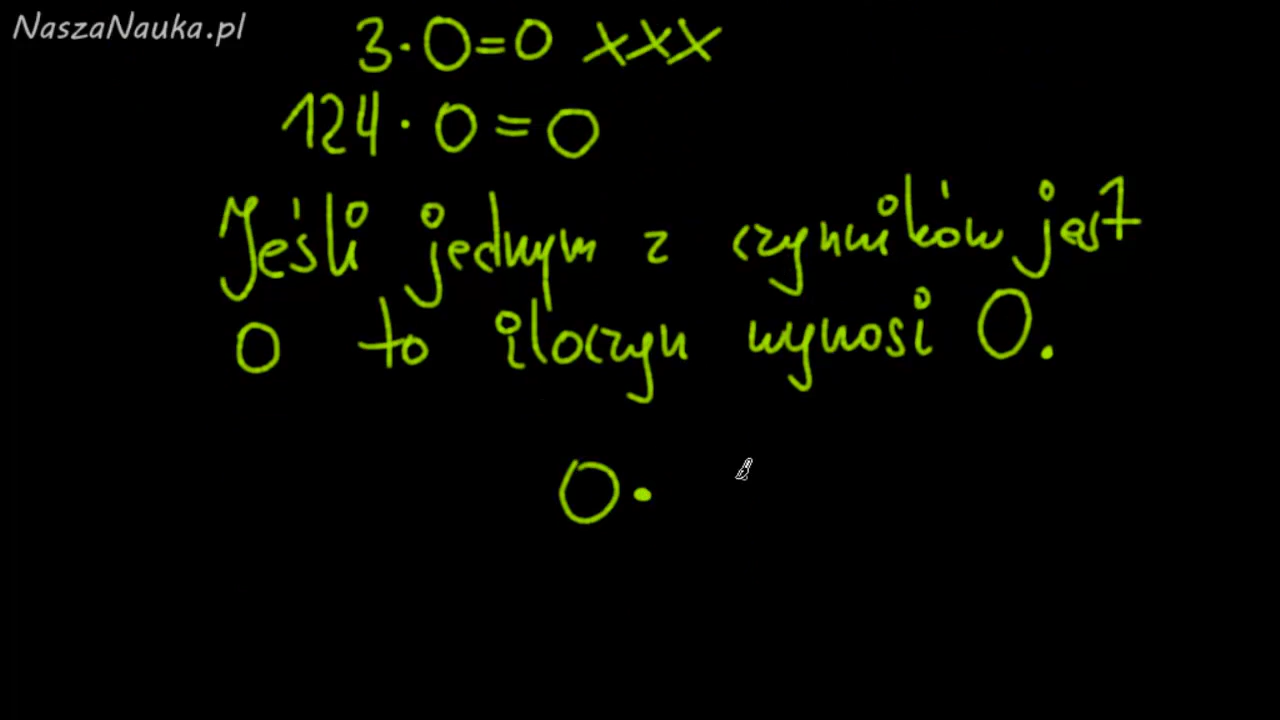 NaszaNauka.pl
3·0=0 xxx
124·0=0
Jeśli jednym z czynników jest
0 to iloczyn wynosi 0.
0·